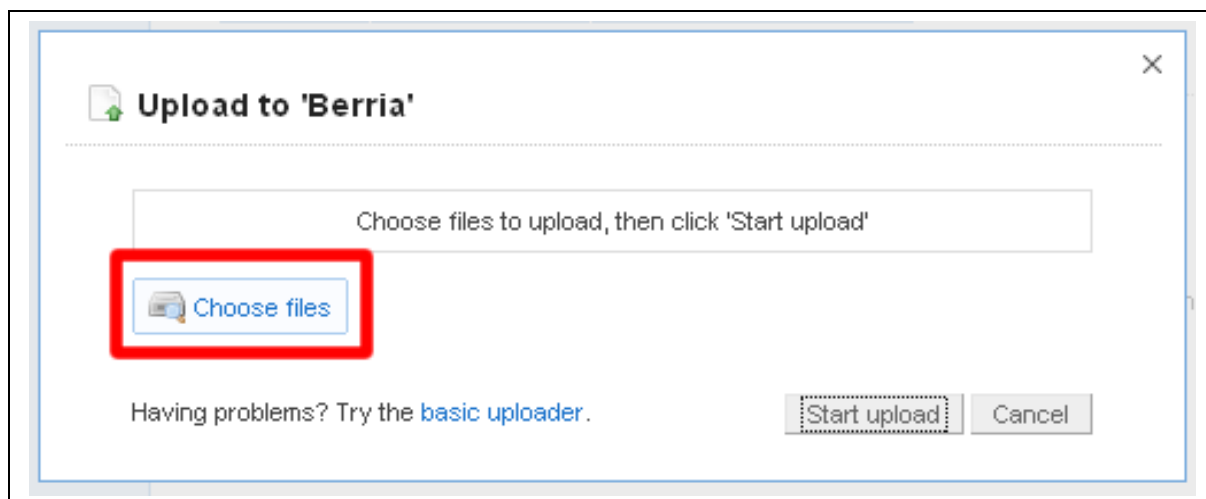 Upload to 'Berria'
Choose files to upload, then click 'Start upload'
Choose files
Having problems? Try the basic uploader.
Start upload
Cancel